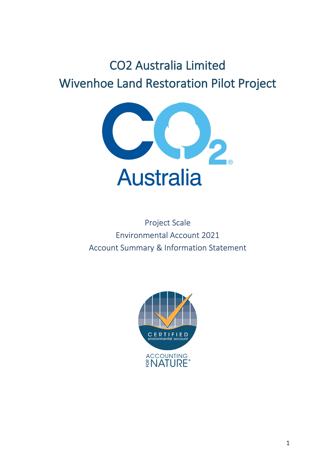 CO2 Australia Limited
Wivenhoe Land Restoration Pilot Project
CO2®
Australia
Project Scale
Environmental Account 2021
Account Summary & Information Statement
CERTIFIED
environmental account
ACCOUNTING
FOR NATURE™
1